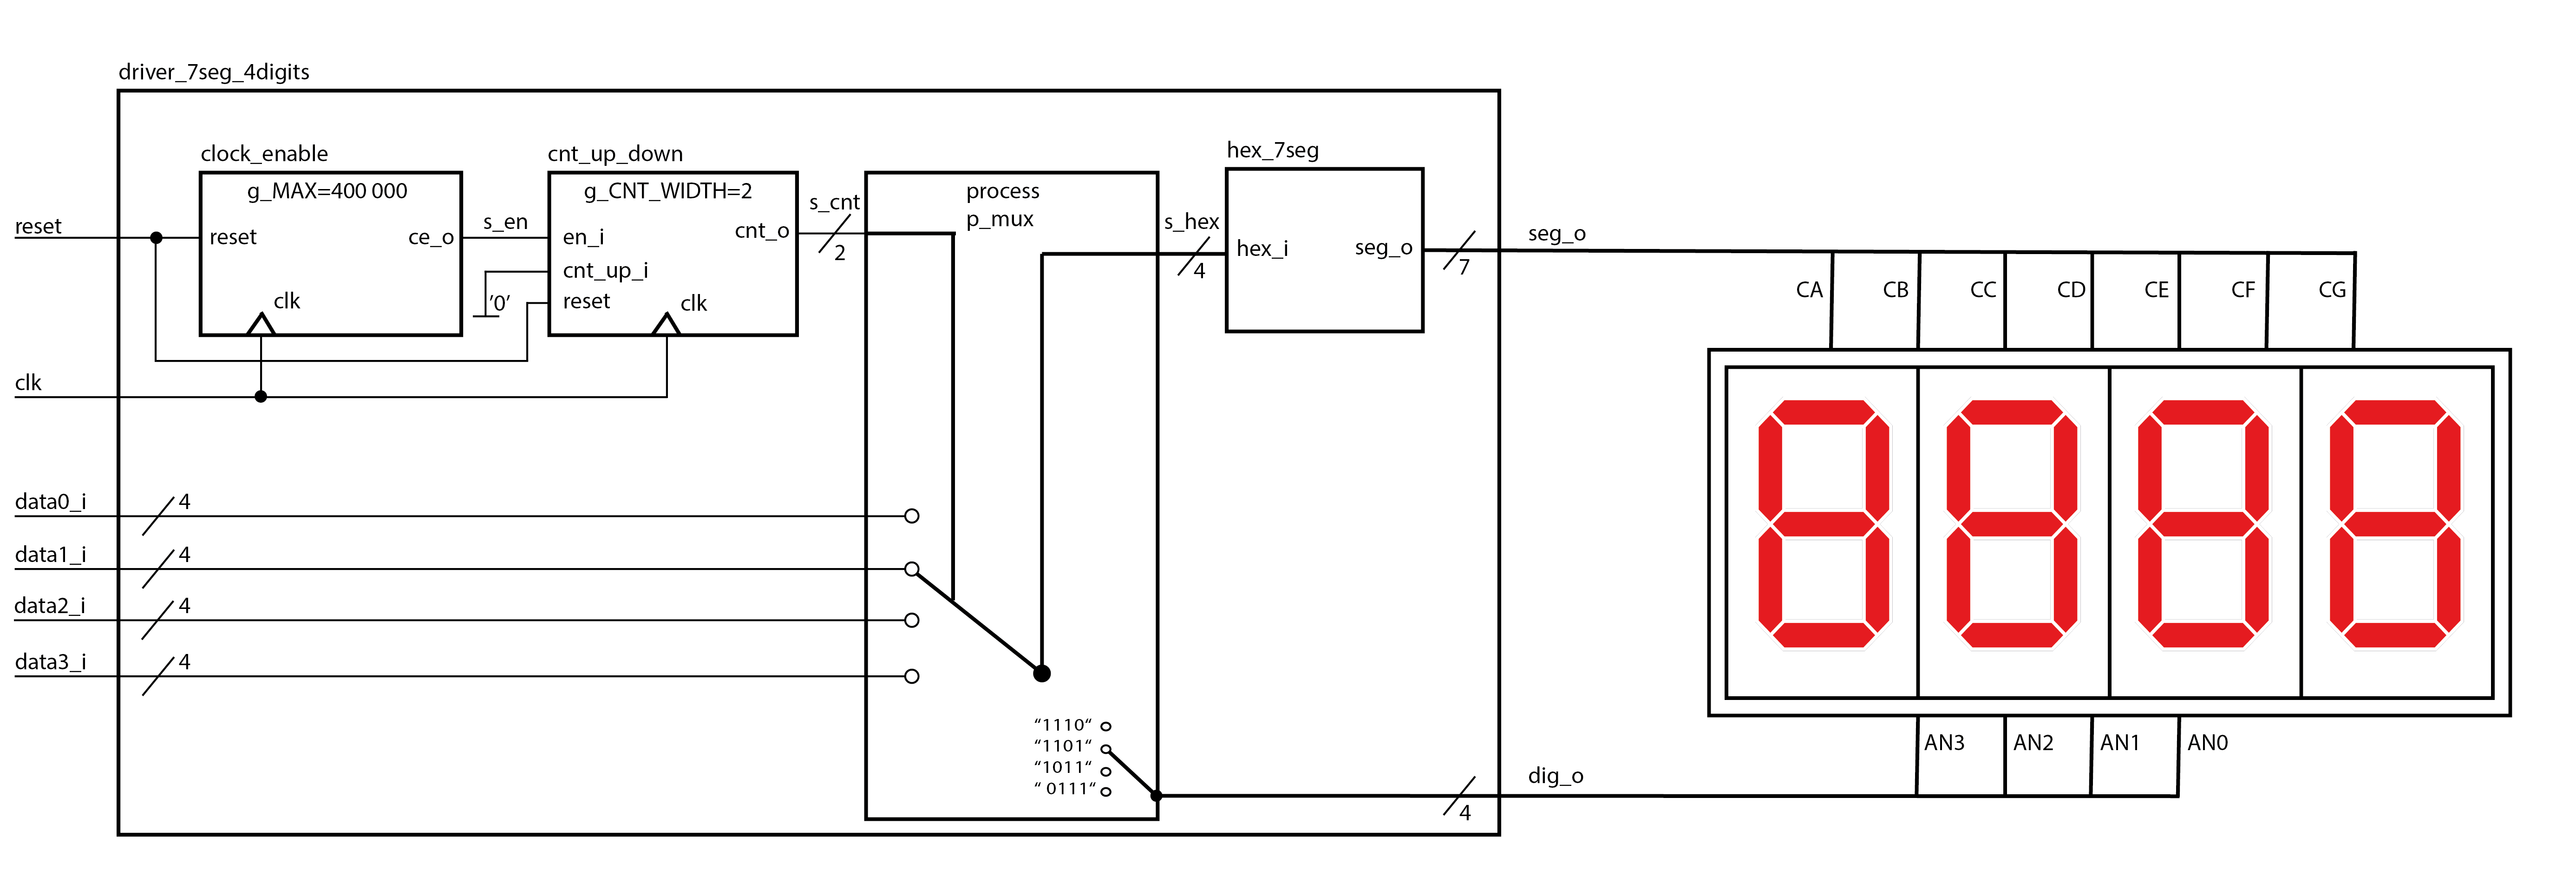 driver_7seg_4digits
clock_enable
g_MAX=400 000
reset
reset
ce_o
clk
s_en
cnt_up_down
g_CNT_WIDTH=2
en_i
cnt_o
cnt_up_i
reset
clk
'0'
s_cnt
2
process
p_mux
s_hex
4
hex_7seg
hex_i
seg_o
7
seg_o
CA
CB
CC
CD
CE
CF
CG
clk
data0_i
4
data1_i
4
data2_i
4
data3_i
4
“1110“
“1101“
“1011“
“ 0111“
4
dig_o
AN3
AN2
AN1
AN0